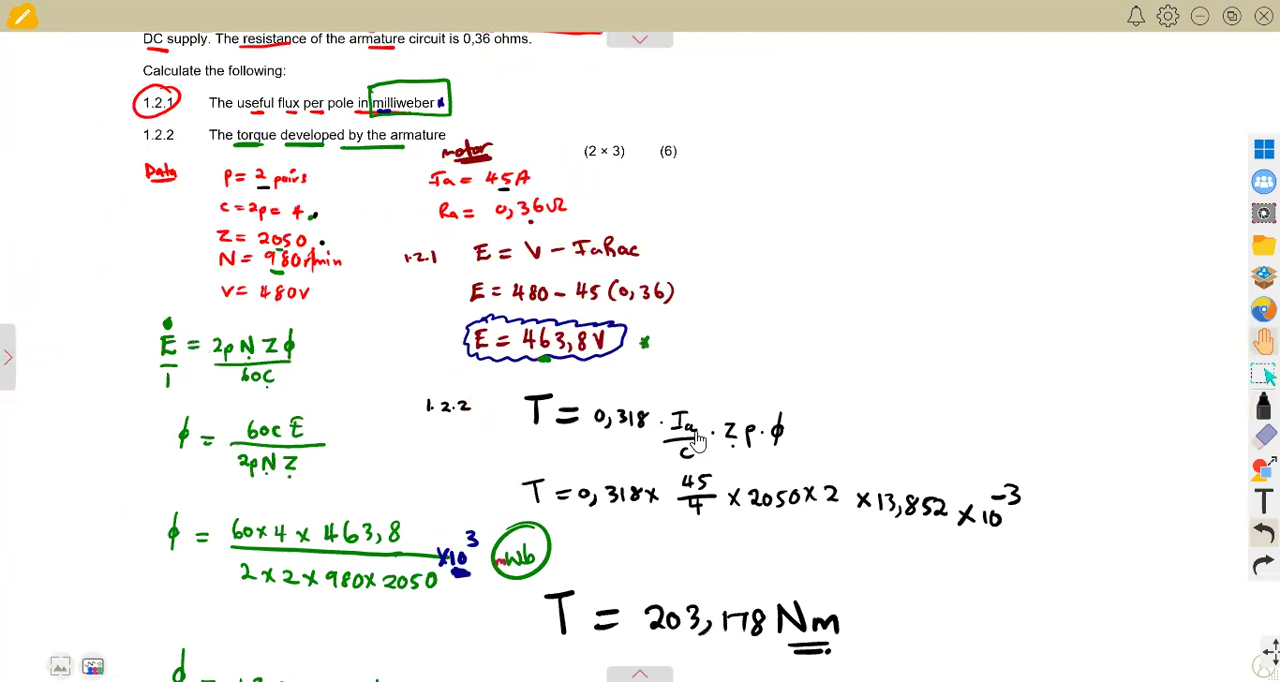 DC supply. The resistance of the armature circuit is 0,36 ohms.
Calculate the following:
1.2.1 The useful flux per pole in milliweber
1.2.2 The torque developed by the armature
(2 × 3) (6)
Data
P = 2 pairs
C = 2p = 4
Z = 2050
N = 980r/min
V = 480V
motor
Ia = 45A
Ra = 0,36Ω
1.2.1 E = V - IaRac
E = 480 - 45 (0,36)
E = 463,8V
E/1 = 2pNZϕ/60C
ϕ = 60CE/2pNZ
ϕ = 60×4×463,8/2×2×980×2050 ×10³ mWb
1.2.2 T = 0,318 · Ia/C · Zp · ϕ
T = 0,318 × 45/4 × 2050 × 2 × 13,852 × 10⁻³
T = 203,178 Nm